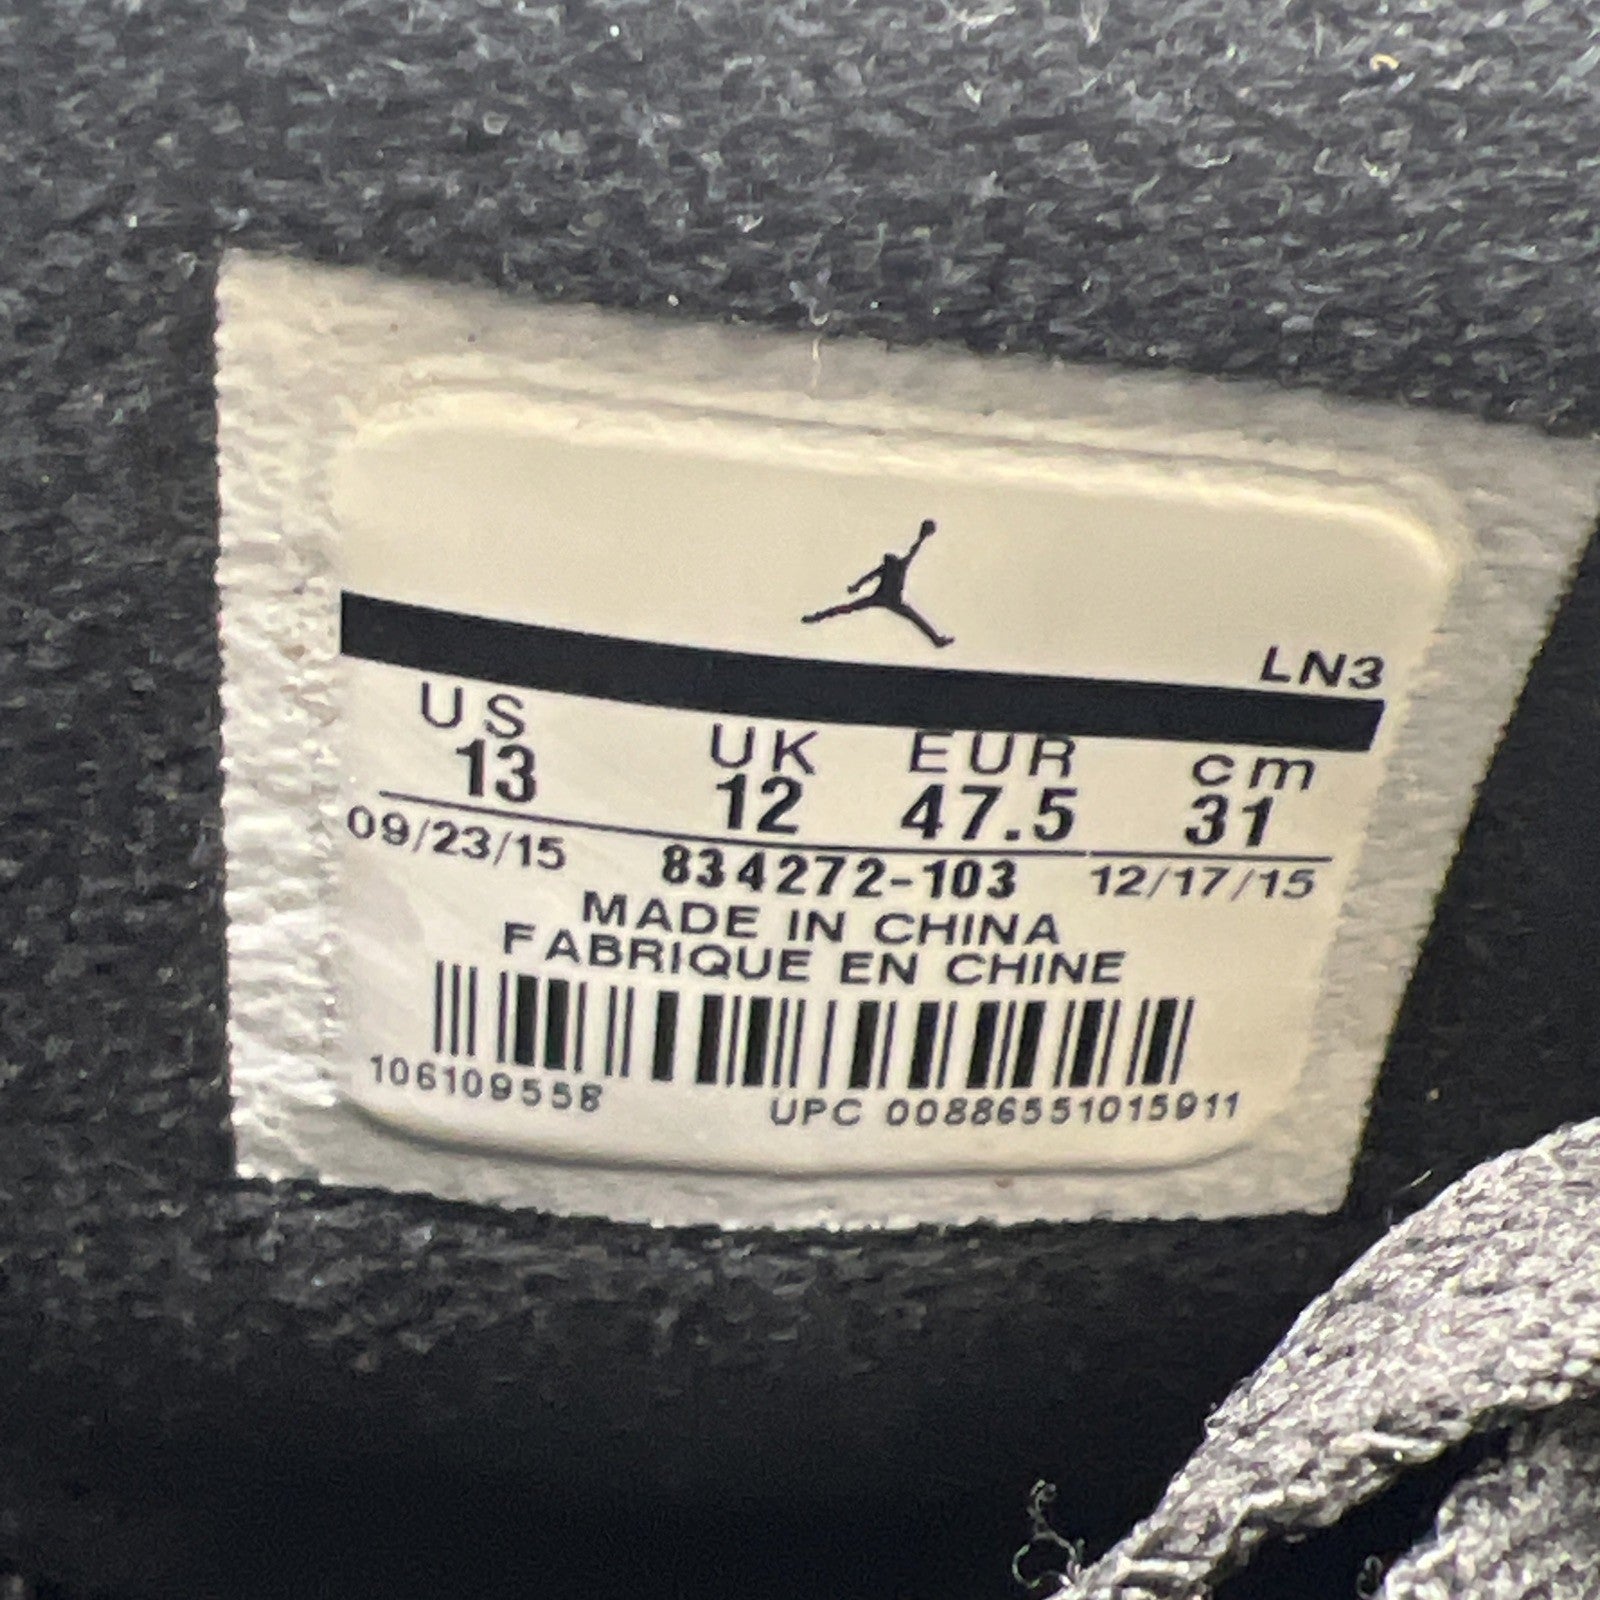 LN3
US UK EUR cm
13 12 47.5 31
09/23/15 834272-103 12/17/15
MADE IN CHINA
FABRIQUE EN CHINE
106109558 UPC 00886551015911